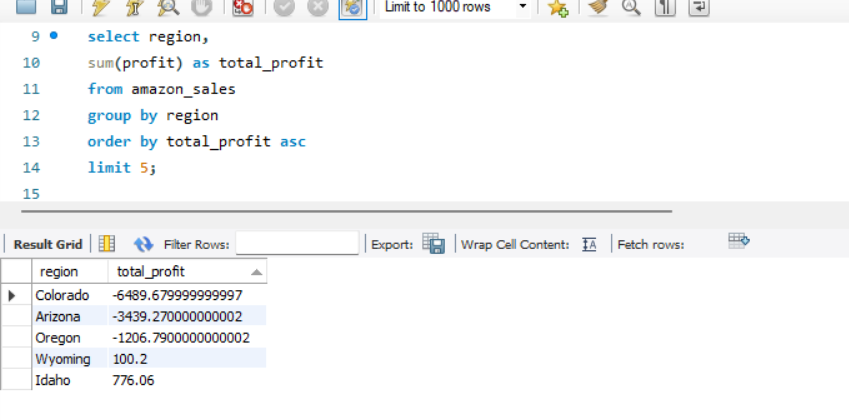 Limit to 1000 rows
9 select region,
10 sum(profit) as total_profit
11 from amazon_sales
12 group by region
13 order by total_profit asc
14 limit 5;
15
Result Grid Filter Rows: Export: Wrap Cell Content: IA Fetch rows:
region total_profit
Colorado -6489.679999999997
Arizona -3439.270000000002
Oregon -1206.7900000000002
Wyoming 100.2
Idaho 776.06